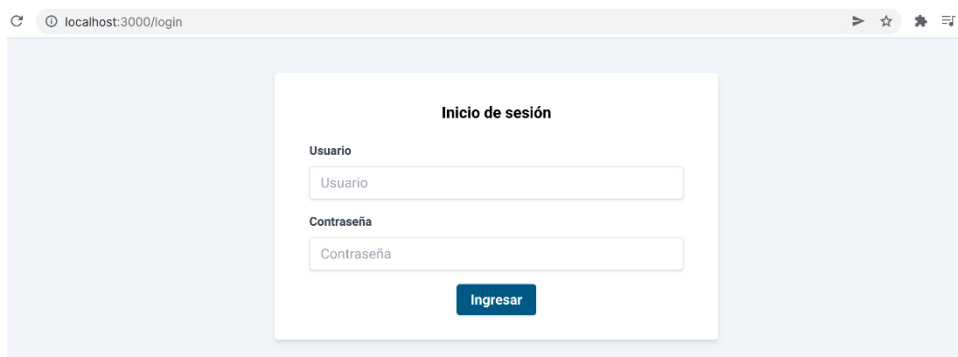 localhost:3000/login
Inicio de sesión
Usuario
Usuario
Contraseña
Contraseña
Ingresar